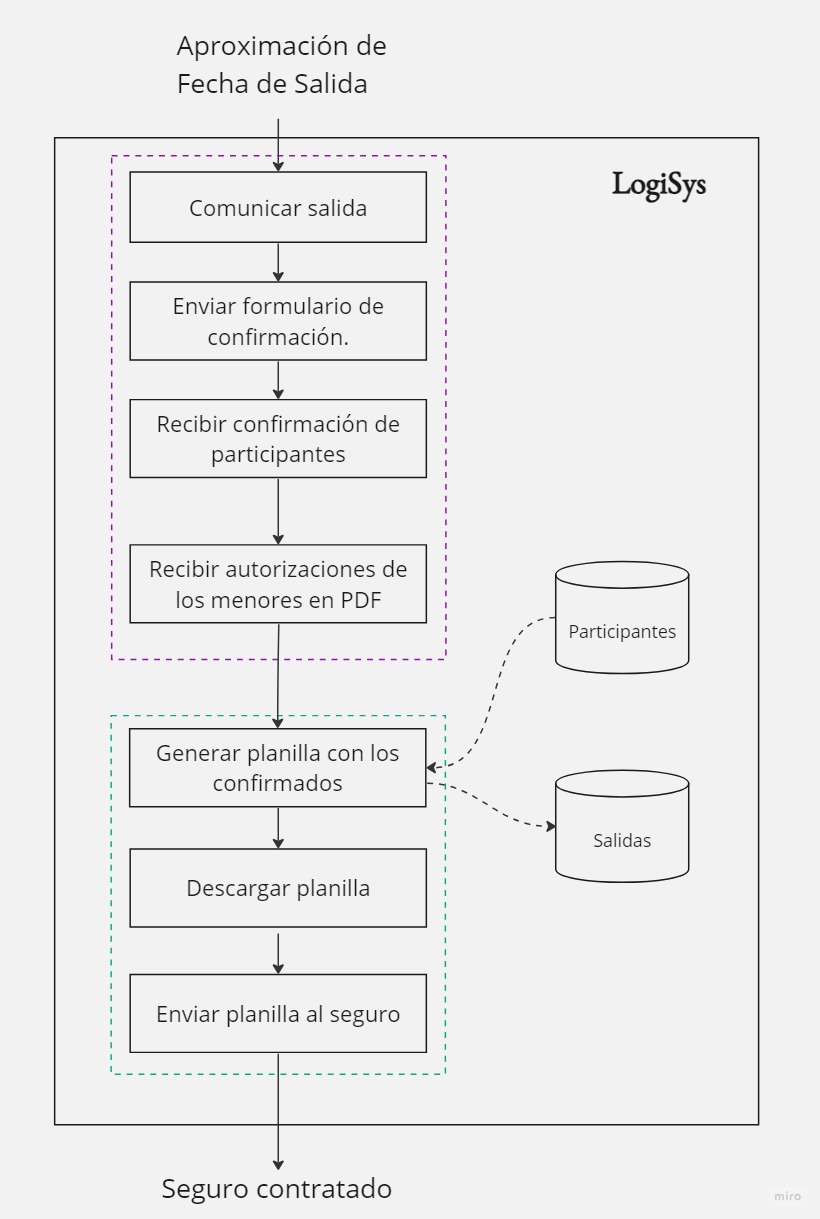 Aproximación de
Fecha de Salida
LogiSys
Comunicar salida
Enviar formulario de
confirmación.
Recibir confirmación de
participantes
Recibir autorizaciones de
los menores en PDF
Participantes
Generar planilla con los
confirmados
Salidas
Descargar planilla
Enviar planilla al seguro
Seguro contratado
miro